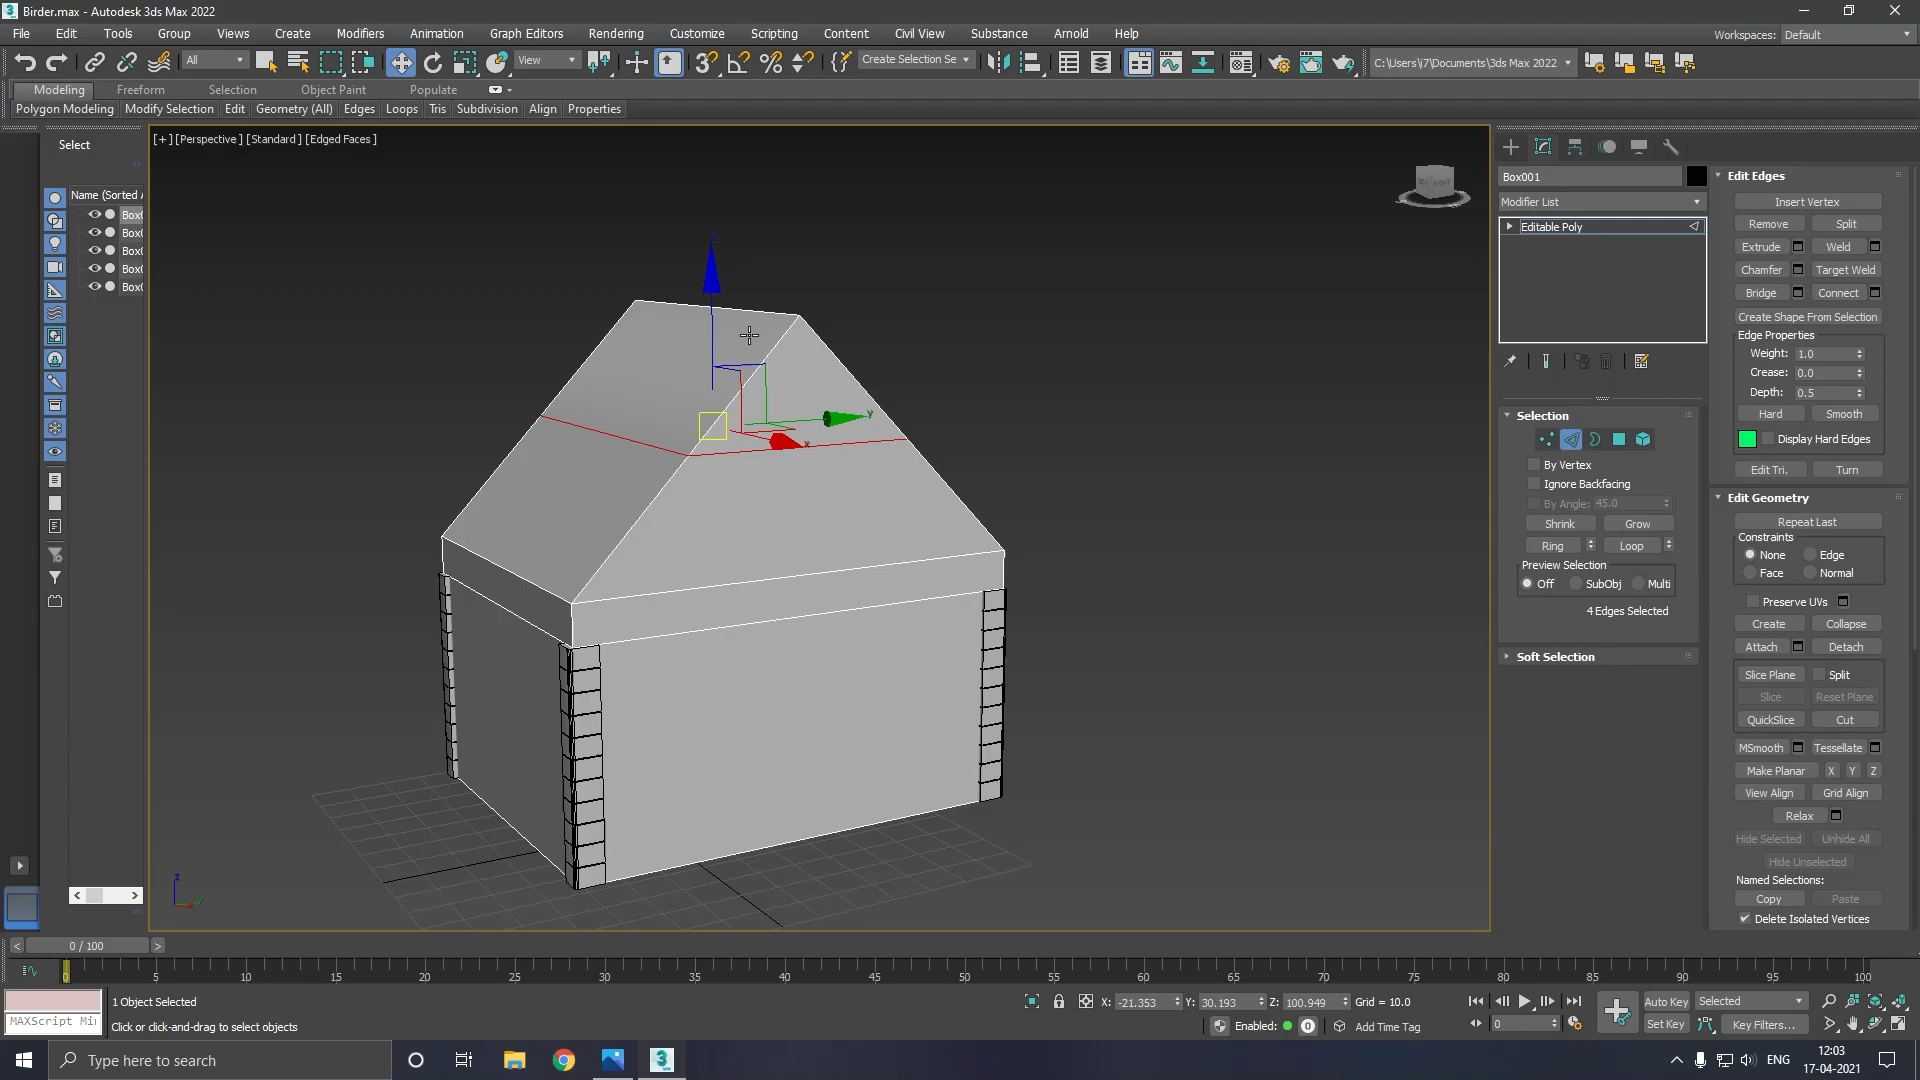 Birder.max - Autodesk 3ds Max 2022
File Edit Tools Group Views Create Modifiers Animation Graph Editors Rendering Customize Scripting Content Civil View Substance Arnold Help
Workspaces: Default
All View Create Selection Se C:\Users\i7\Documents\3ds Max 2022
Modeling Freeform Selection Object Paint Populate
Polygon Modeling Modify Selection Edit Geometry (All) Edges Loops Tris Subdivision Align Properties
Select
Name (Sorted A
[+] [Perspective ] [Standard ] [Edged Faces ]
z
y
x
z
y
Box001
Modifier List
Editable Poly
Selection
By Vertex
Ignore Backfacing
By Angle: 45.0
Shrink Grow
Ring Loop
Preview Selection
Off SubObj Multi
4 Edges Selected
Soft Selection
Edit Edges
Insert Vertex
Remove Split
Extrude Weld
Chamfer Target Weld
Bridge Connect
Create Shape From Selection
Edge Properties
Weight: 1.0
Crease: 0.0
Depth: 0.5
Hard Smooth
Display Hard Edges
Edit Tri. Turn
Edit Geometry
Repeat Last
Constraints
None Edge
Face Normal
Preserve UVs
Create Collapse
Attach Detach
Slice Plane Split
Slice Reset Plane
QuickSlice Cut
MSmooth Tessellate
Make Planar X Y Z
View Align Grid Align
Relax
Hide Selected Unhide All
Hide Unselected
Named Selections:
Copy Paste
Delete Isolated Vertices
< 0 / 100 >
0 5 10 15 20 25 30 35 40 45 50 55 60 65 70 75 80 85 90 95 100
1 Object Selected X: -21.353 Y: 30.193 Z: 100.949 Grid = 10.0 Auto Key Selected
MAXScript Mi Click or click-and-drag to select objects Enabled: 0 Add Time Tag 0 Set Key Key Filters...
Type here to search
ENG
12:03
17-04-2021